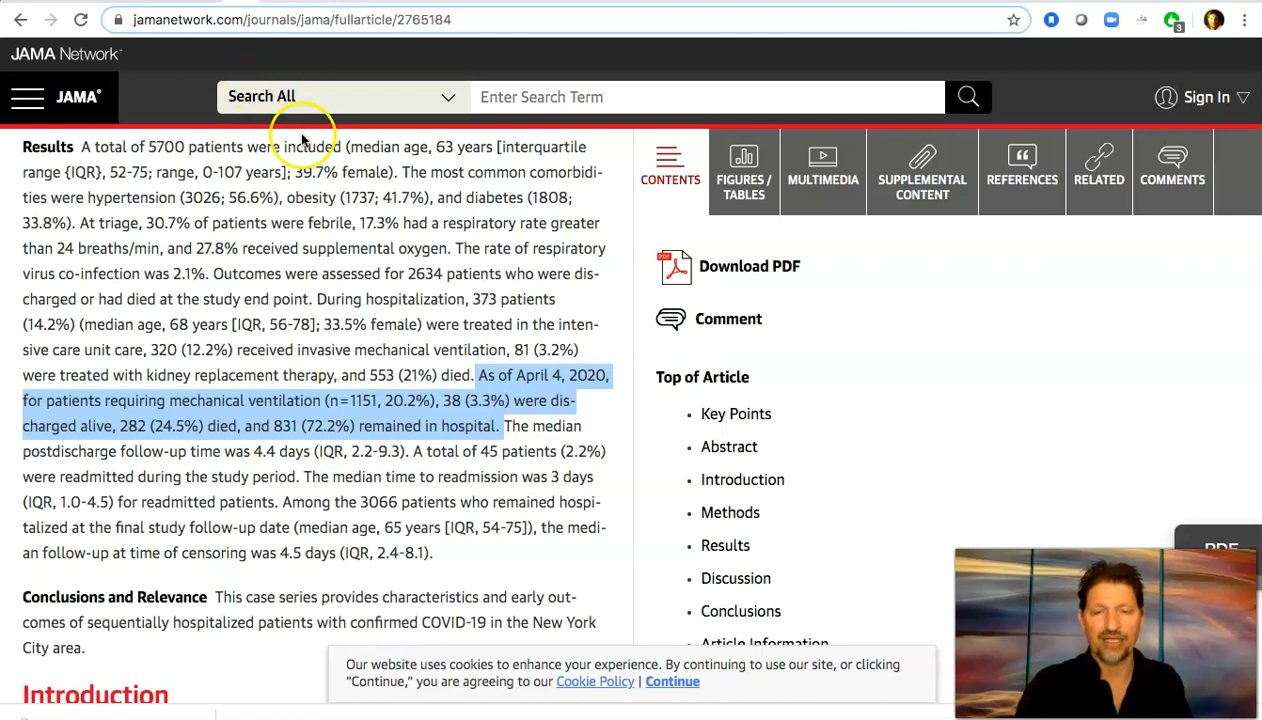 jamanetwork.com/journals/jama/fullarticle/2765184
3
JAMA Network
JAMA®
Search All
Enter Search Term
Sign In
Results A total of 5700 patients were included (median age, 63 years [interquartile
range {IQR}, 52-75; range, 0-107 years]; 39.7% female). The most common comorbidi-
ties were hypertension (3026; 56.6%), obesity (1737; 41.7%), and diabetes (1808;
33.8%). At triage, 30.7% of patients were febrile, 17.3% had a respiratory rate greater
than 24 breaths/min, and 27.8% received supplemental oxygen. The rate of respiratory
virus co-infection was 2.1%. Outcomes were assessed for 2634 patients who were dis-
charged or had died at the study end point. During hospitalization, 373 patients
(14.2%) (median age, 68 years [IQR, 56-78]; 33.5% female) were treated in the inten-
sive care unit care, 320 (12.2%) received invasive mechanical ventilation, 81 (3.2%)
were treated with kidney replacement therapy, and 553 (21%) died. As of April 4, 2020,
for patients requiring mechanical ventilation (n=1151, 20.2%), 38 (3.3%) were dis-
charged alive, 282 (24.5%) died, and 831 (72.2%) remained in hospital. The median
postdischarge follow-up time was 4.4 days (IQR, 2.2-9.3). A total of 45 patients (2.2%)
were readmitted during the study period. The median time to readmission was 3 days
(IQR, 1.0-4.5) for readmitted patients. Among the 3066 patients who remained hospi-
talized at the final study follow-up date (median age, 65 years [IQR, 54-75]), the medi-
an follow-up at time of censoring was 4.5 days (IQR, 2.4-8.1).
Conclusions and Relevance This case series provides characteristics and early out-
comes of sequentially hospitalized patients with confirmed COVID-19 in the New York
City area.
Introduction
CONTENTS
FIGURES /
TABLES
MULTIMEDIA
SUPPLEMENTAL
CONTENT
REFERENCES
RELATED
COMMENTS
PDF
Download PDF
Comment
Top of Article
• Key Points
• Abstract
• Introduction
• Methods
• Results
• Discussion
• Conclusions
• Article Information
PDF
Our website uses cookies to enhance your experience. By continuing to use our site, or clicking
"Continue," you are agreeing to our Cookie Policy | Continue